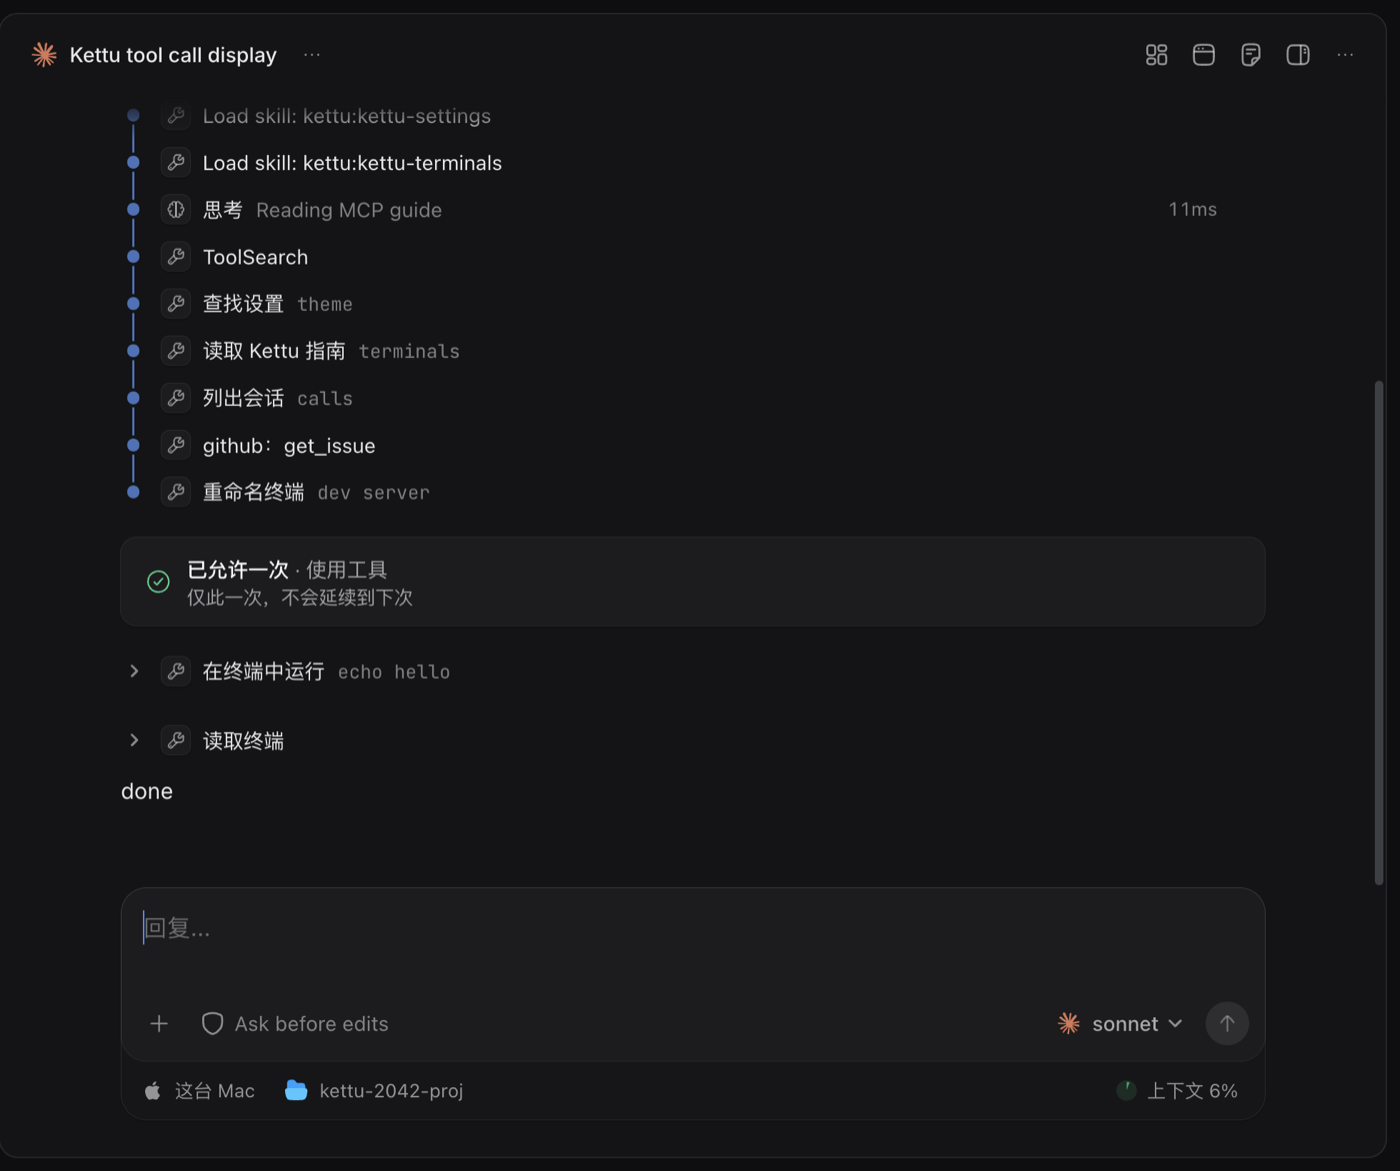 Kettu tool call display ...
Load skill: kettu:kettu-settings
Load skill: kettu:kettu-terminals
思考 Reading MCP guide 11ms
ToolSearch
查找设置 theme
读取 Kettu 指南 terminals
列出会话 calls
github：get_issue
重命名终端 dev server
已允许一次 · 使用工具
仅此一次，不会延续到下次
在终端中运行 echo hello
读取终端
done
回复...
Ask before edits sonnet
这台 Mac kettu-2042-proj 上下文 6%